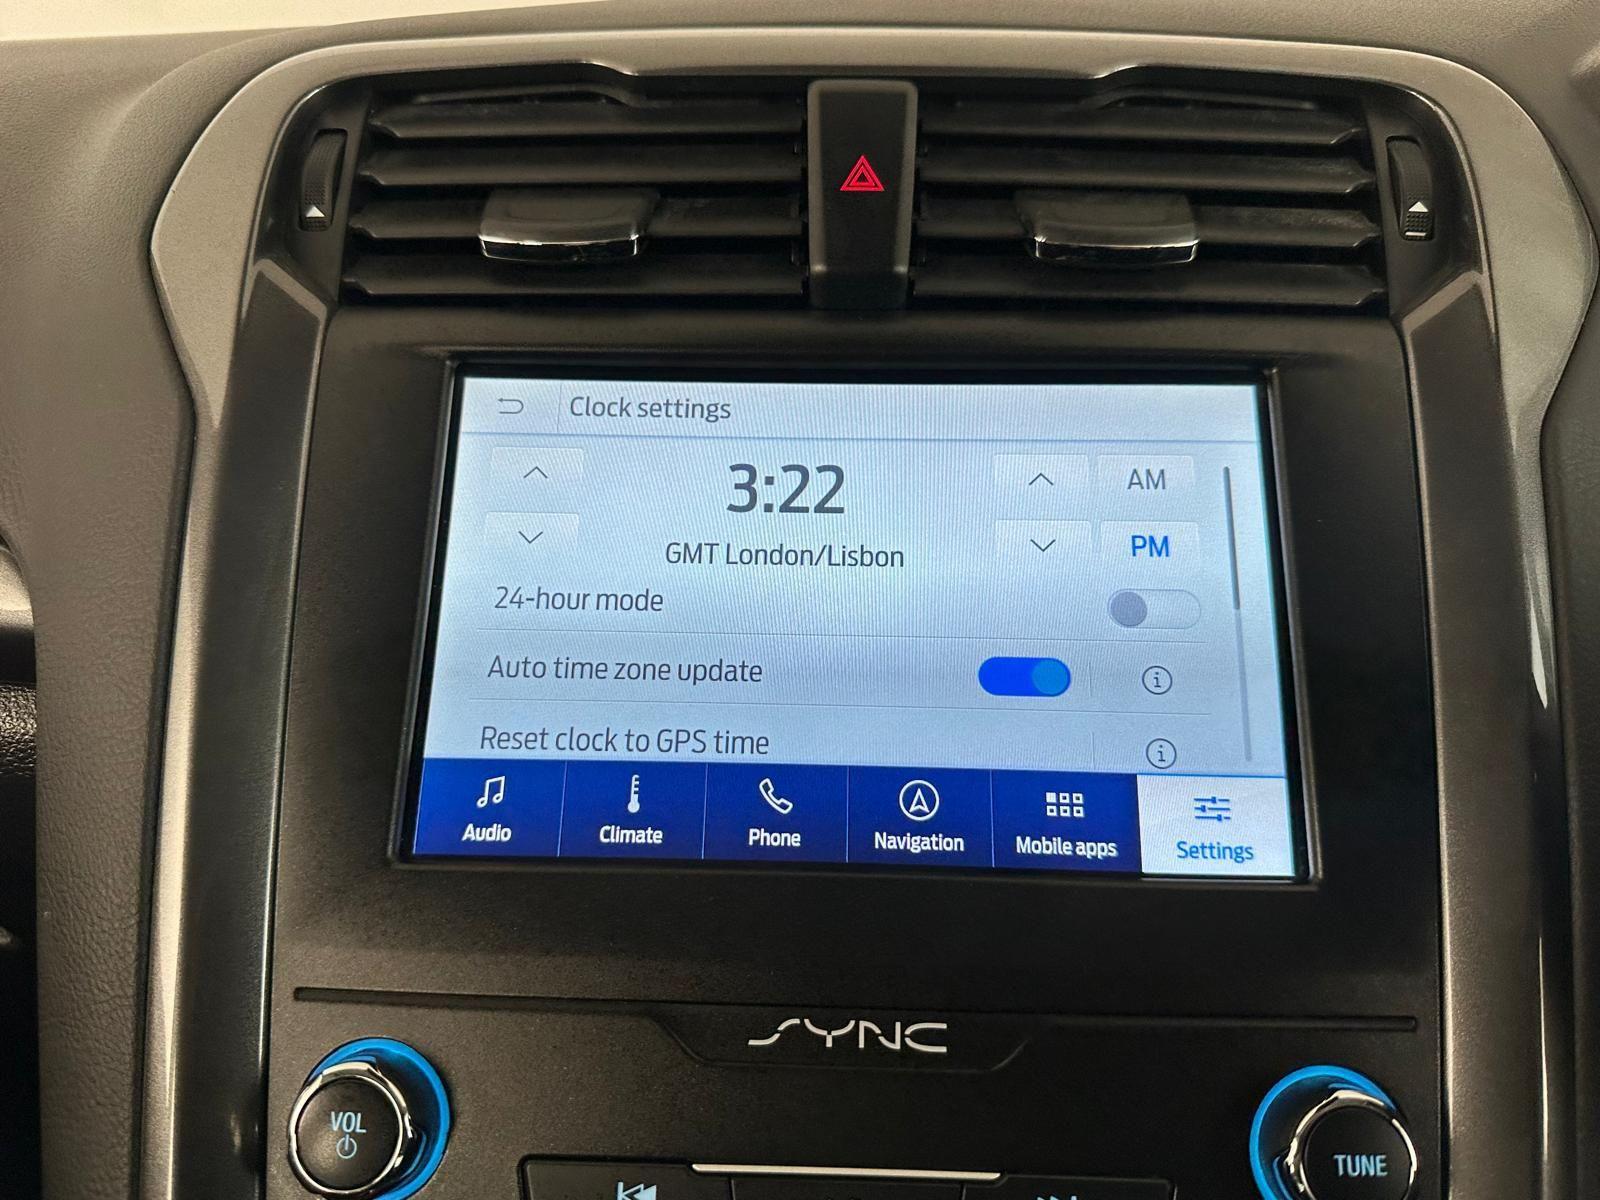 Clock settings
3:22
AM
GMT London/Lisbon
PM
24-hour mode
Auto time zone update
Reset clock to GPS time
Audio
Climate
Phone
Navigation
Mobile apps
Settings
SYNC
VOL
TUNE